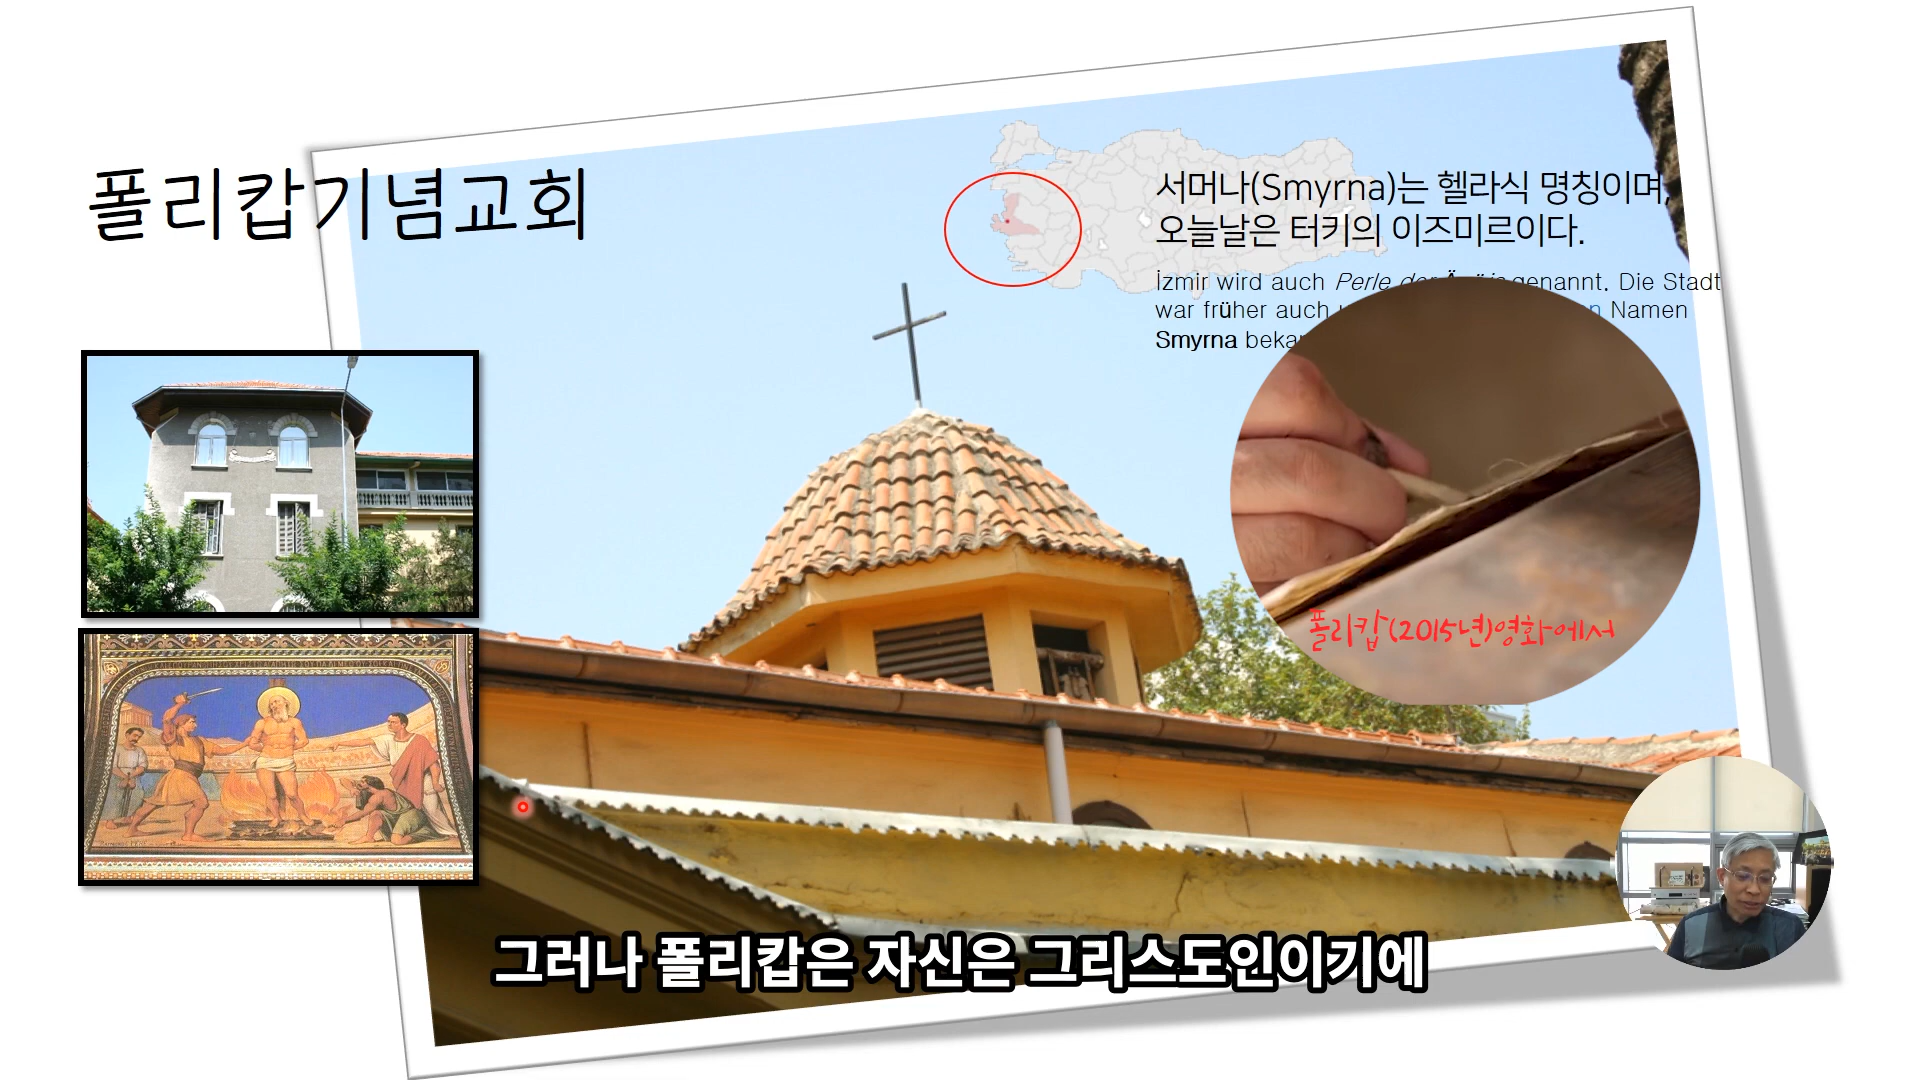 폴리캅기념교회
서머나(Smyrna)는 헬라식 명칭이며,
오늘날은 터키의 이즈미르이다.
İzmir wird auch Perle der genannt. Die Stadt
war früher auch Namen
Smyrna
폴리캅(2015년)영화에서
그러나 폴리캅은 자신은 그리스도인이기에